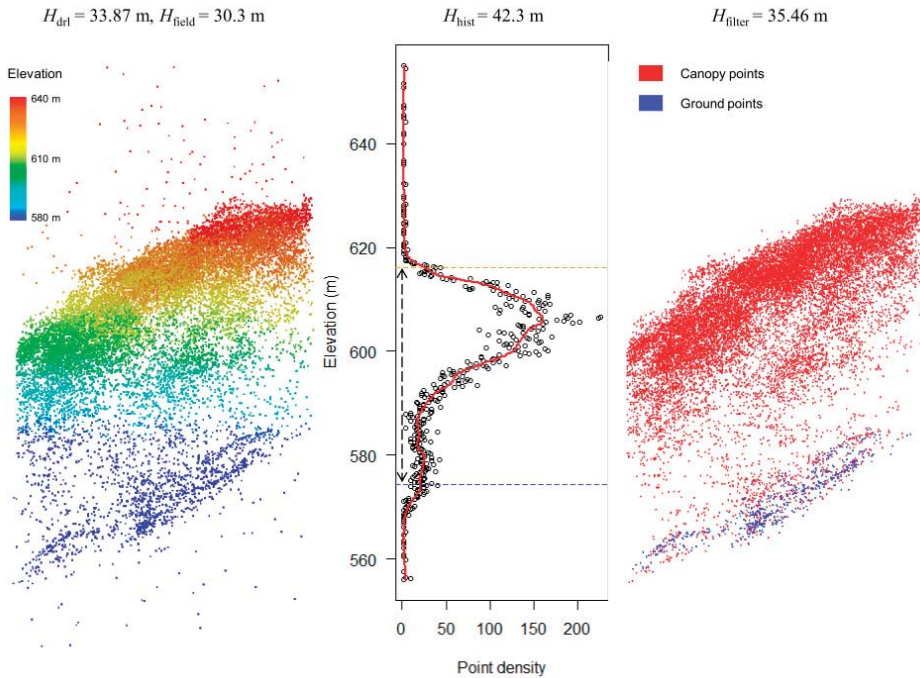 H_drl = 33.87 m, H_field = 30.3 m
H_hist = 42.3 m
H_filter = 35.46 m
Elevation
640 m
610 m
580 m
Elevation (m)
640
620
600
580
560
0 50 100 150 200
Point density
Canopy points
Ground points